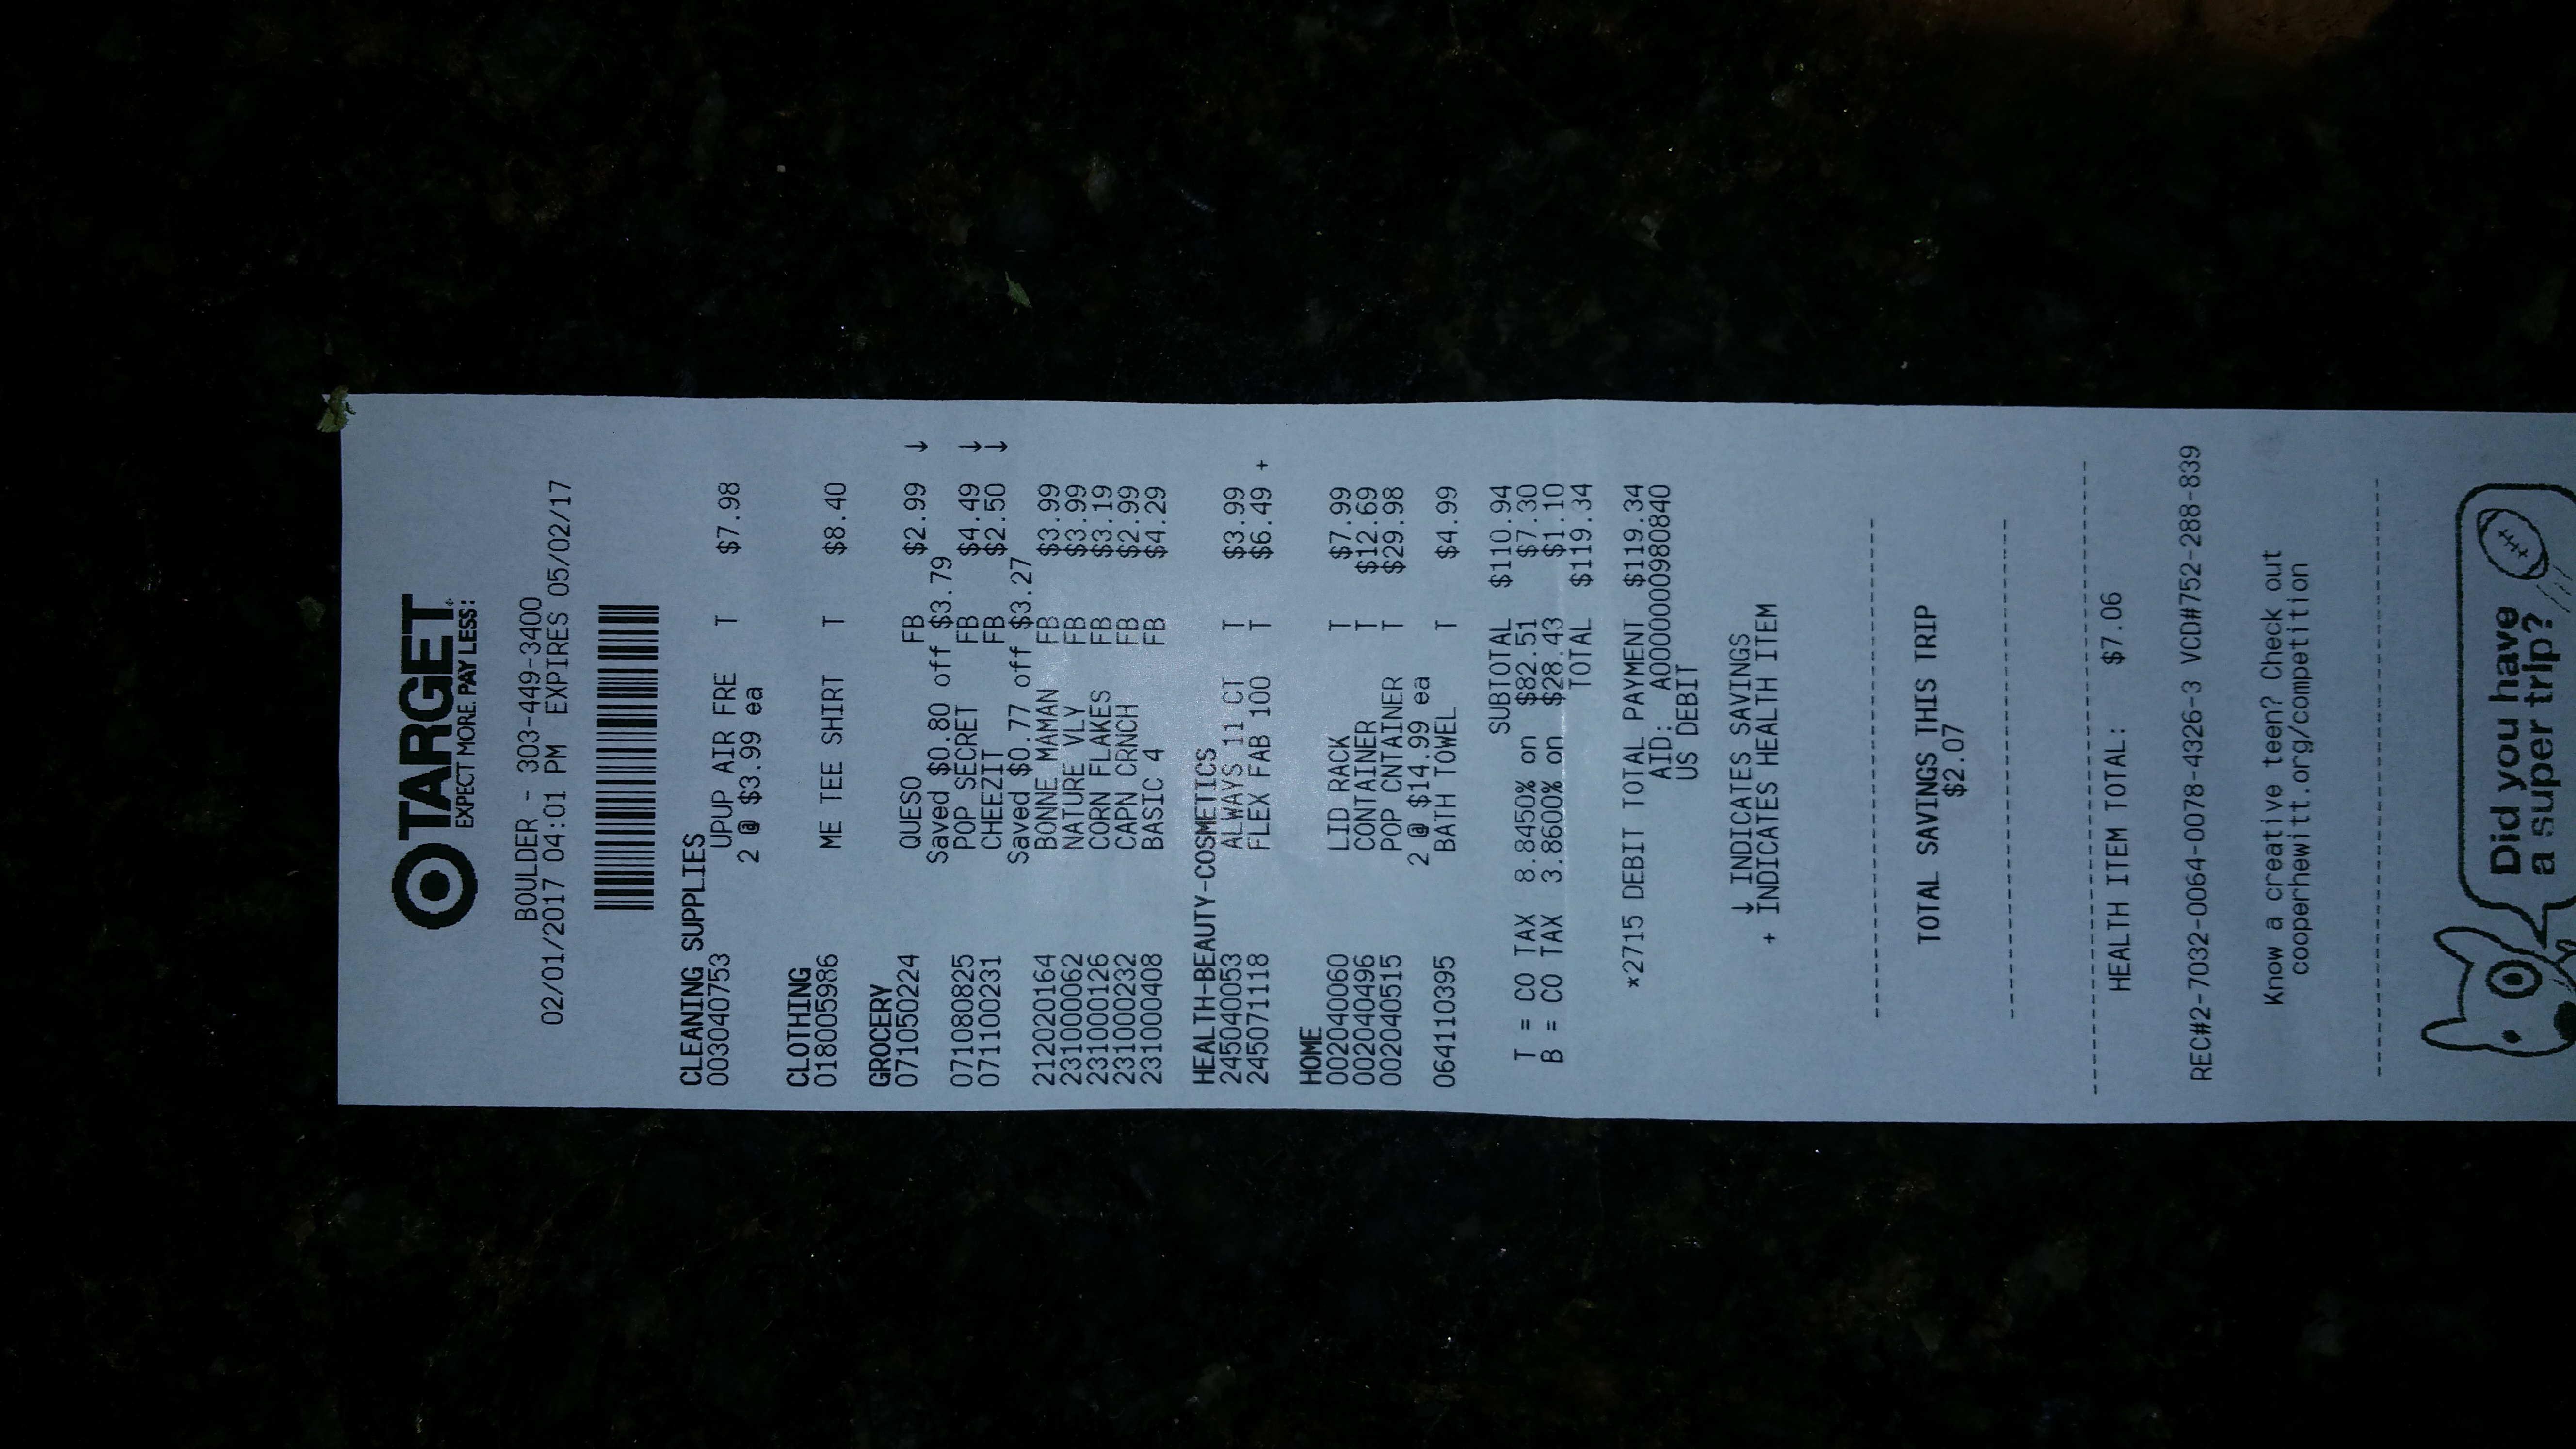 TARGET
EXPECT MORE. PAY LESS:
BOULDER - 303-449-3400
02/01/2017 04:01 PM EXPIRES 05/02/17
CLEANING SUPPLIES
003040753 UPUP AIR FRE T $7.98
2 @ $3.99 ea
CLOTHING
018005986 ME TEE SHIRT T $8.40
GROCERY
071050224 QUESO FB $2.99 ↓
Saved $0.80 off $3.79
071080825 POP SECRET FB $4.49 ↓
071100231 CHEEZIT FB $2.50 ↓
Saved $0.77 off $3.27
212020164 BONNE MAMAN FB $3.99
231000062 NATURE VLY FB $3.99
231000126 CORN FLAKES FB $3.19
231000232 CAPN CRNCH FB $2.99
231000408 BASIC 4 FB $4.29
HEALTH-BEAUTY-COSMETICS
245040053 ALWAYS 11 CT T $3.99
245071118 FLEX FAB 100 T $6.49 +
HOME
002040060 LID RACK T $7.99
002040496 CONTAINER T $12.69
002040515 POP CNTAINER T $29.98
2 @ $14.99 ea
064110395 BATH TOWEL T $4.99
SUBTOTAL $110.94
T = CO TAX 8.8450% on $82.51 $7.30
B = CO TAX 3.8600% on $28.43 $1.10
TOTAL $119.34
*2715 DEBIT TOTAL PAYMENT $119.34
AID: A0000000980840
US DEBIT
↓ INDICATES SAVINGS
+ INDICATES HEALTH ITEM
TOTAL SAVINGS THIS TRIP
$2.07
HEALTH ITEM TOTAL: $7.06
REC#2-7032-0064-0078-4326-3 VCD#752-288-839
Know a creative teen? Check out
cooperhewitt.org/competition
Did you have
a super trip?